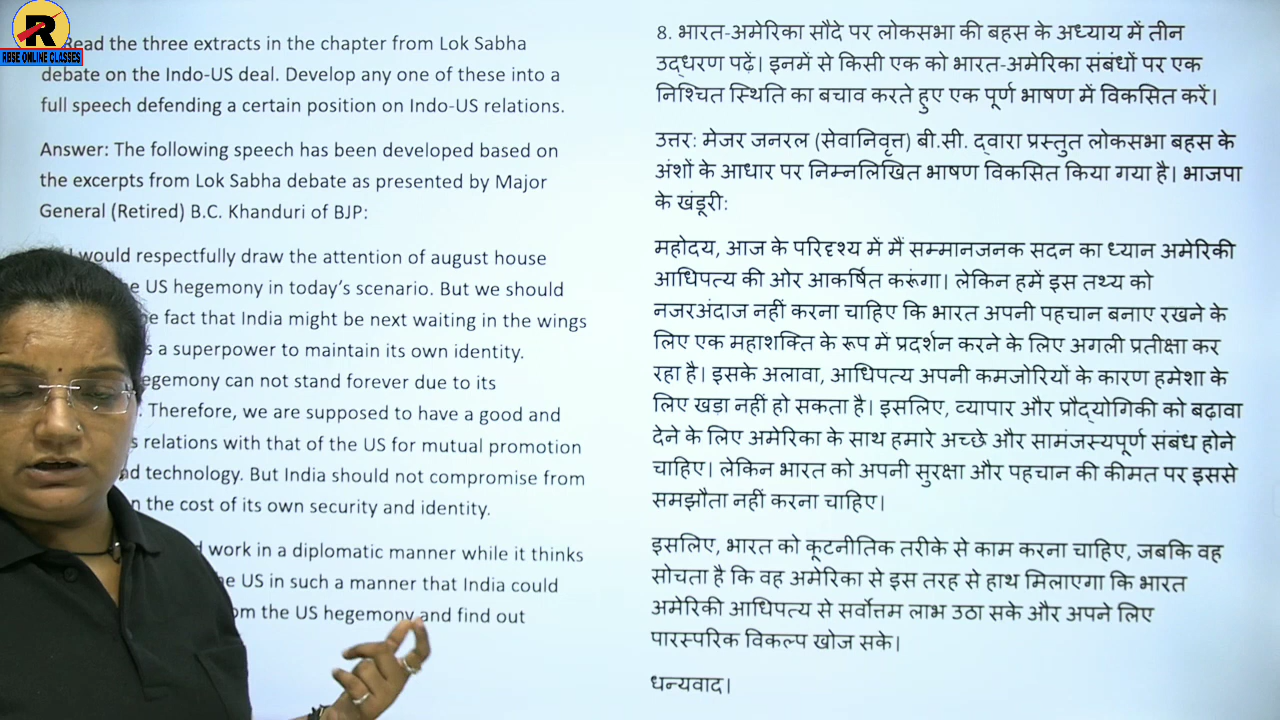 R
RBSE ONLINE CLASSES
Read the three extracts in the chapter from Lok Sabha
debate on the Indo-US deal. Develop any one of these into a
full speech defending a certain position on Indo-US relations.
Answer: The following speech has been developed based on
the excerpts from Lok Sabha debate as presented by Major
General (Retired) B.C. Khanduri of BJP:
I would respectfully draw the attention of august house
US hegemony in today's scenario. But we should
fact that India might be next waiting in the wings
s a superpower to maintain its own identity.
egemony can not stand forever due to its
. Therefore, we are supposed to have a good and
s relations with that of the US for mutual promotion
technology. But India should not compromise from
the cost of its own security and identity.
work in a diplomatic manner while it thinks
US in such a manner that India could
the US hegemony and find out
8. भारत-अमेरिका सौदे पर लोकसभा की बहस के अध्याय में तीन
उद्धरण पढ़े। इनमें से किसी एक को भारत-अमेरिका संबंधों पर एक
निश्चित स्थिति का बचाव करते हुए एक पूर्ण भाषण में विकसित करें।
उत्तर: मेजर जनरल (सेवानिवृत्त) बी.सी. द्वारा प्रस्तुत लोकसभा बहस के
अंशों के आधार पर निम्नलिखित भाषण विकसित किया गया है। भाजपा
के खंडूरी:
महोदय, आज के परिदृश्य में मैं सम्मानजनक सदन का ध्यान अमेरिकी
आधिपत्य की ओर आकर्षित करूंगा। लेकिन हमें इस तथ्य को
नजरअंदाज नहीं करना चाहिए कि भारत अपनी पहचान बनाए रखने के
लिए एक महाशक्ति के रूप में प्रदर्शन करने के लिए अगली प्रतीक्षा कर
रहा है। इसके अलावा, आधिपत्य अपनी कमजोरियों के कारण हमेशा के
लिए खड़ा नहीं हो सकता है। इसलिए, व्यापार और प्रौद्योगिकी को बढ़ावा
देने के लिए अमेरिका के साथ हमारे अच्छे और सामंजस्यपूर्ण संबंध होने
चाहिए। लेकिन भारत को अपनी सुरक्षा और पहचान की कीमत पर इससे
समझौता नहीं करना चाहिए।
इसलिए, भारत को कूटनीतिक तरीके से काम करना चाहिए, जबकि वह
सोचता है कि वह अमेरिका से इस तरह से हाथ मिलाएगा कि भारत
अमेरिकी आधिपत्य से सर्वोत्तम लाभ उठा सके और अपने लिए
पारस्परिक विकल्प खोज सके।
धन्यवाद।